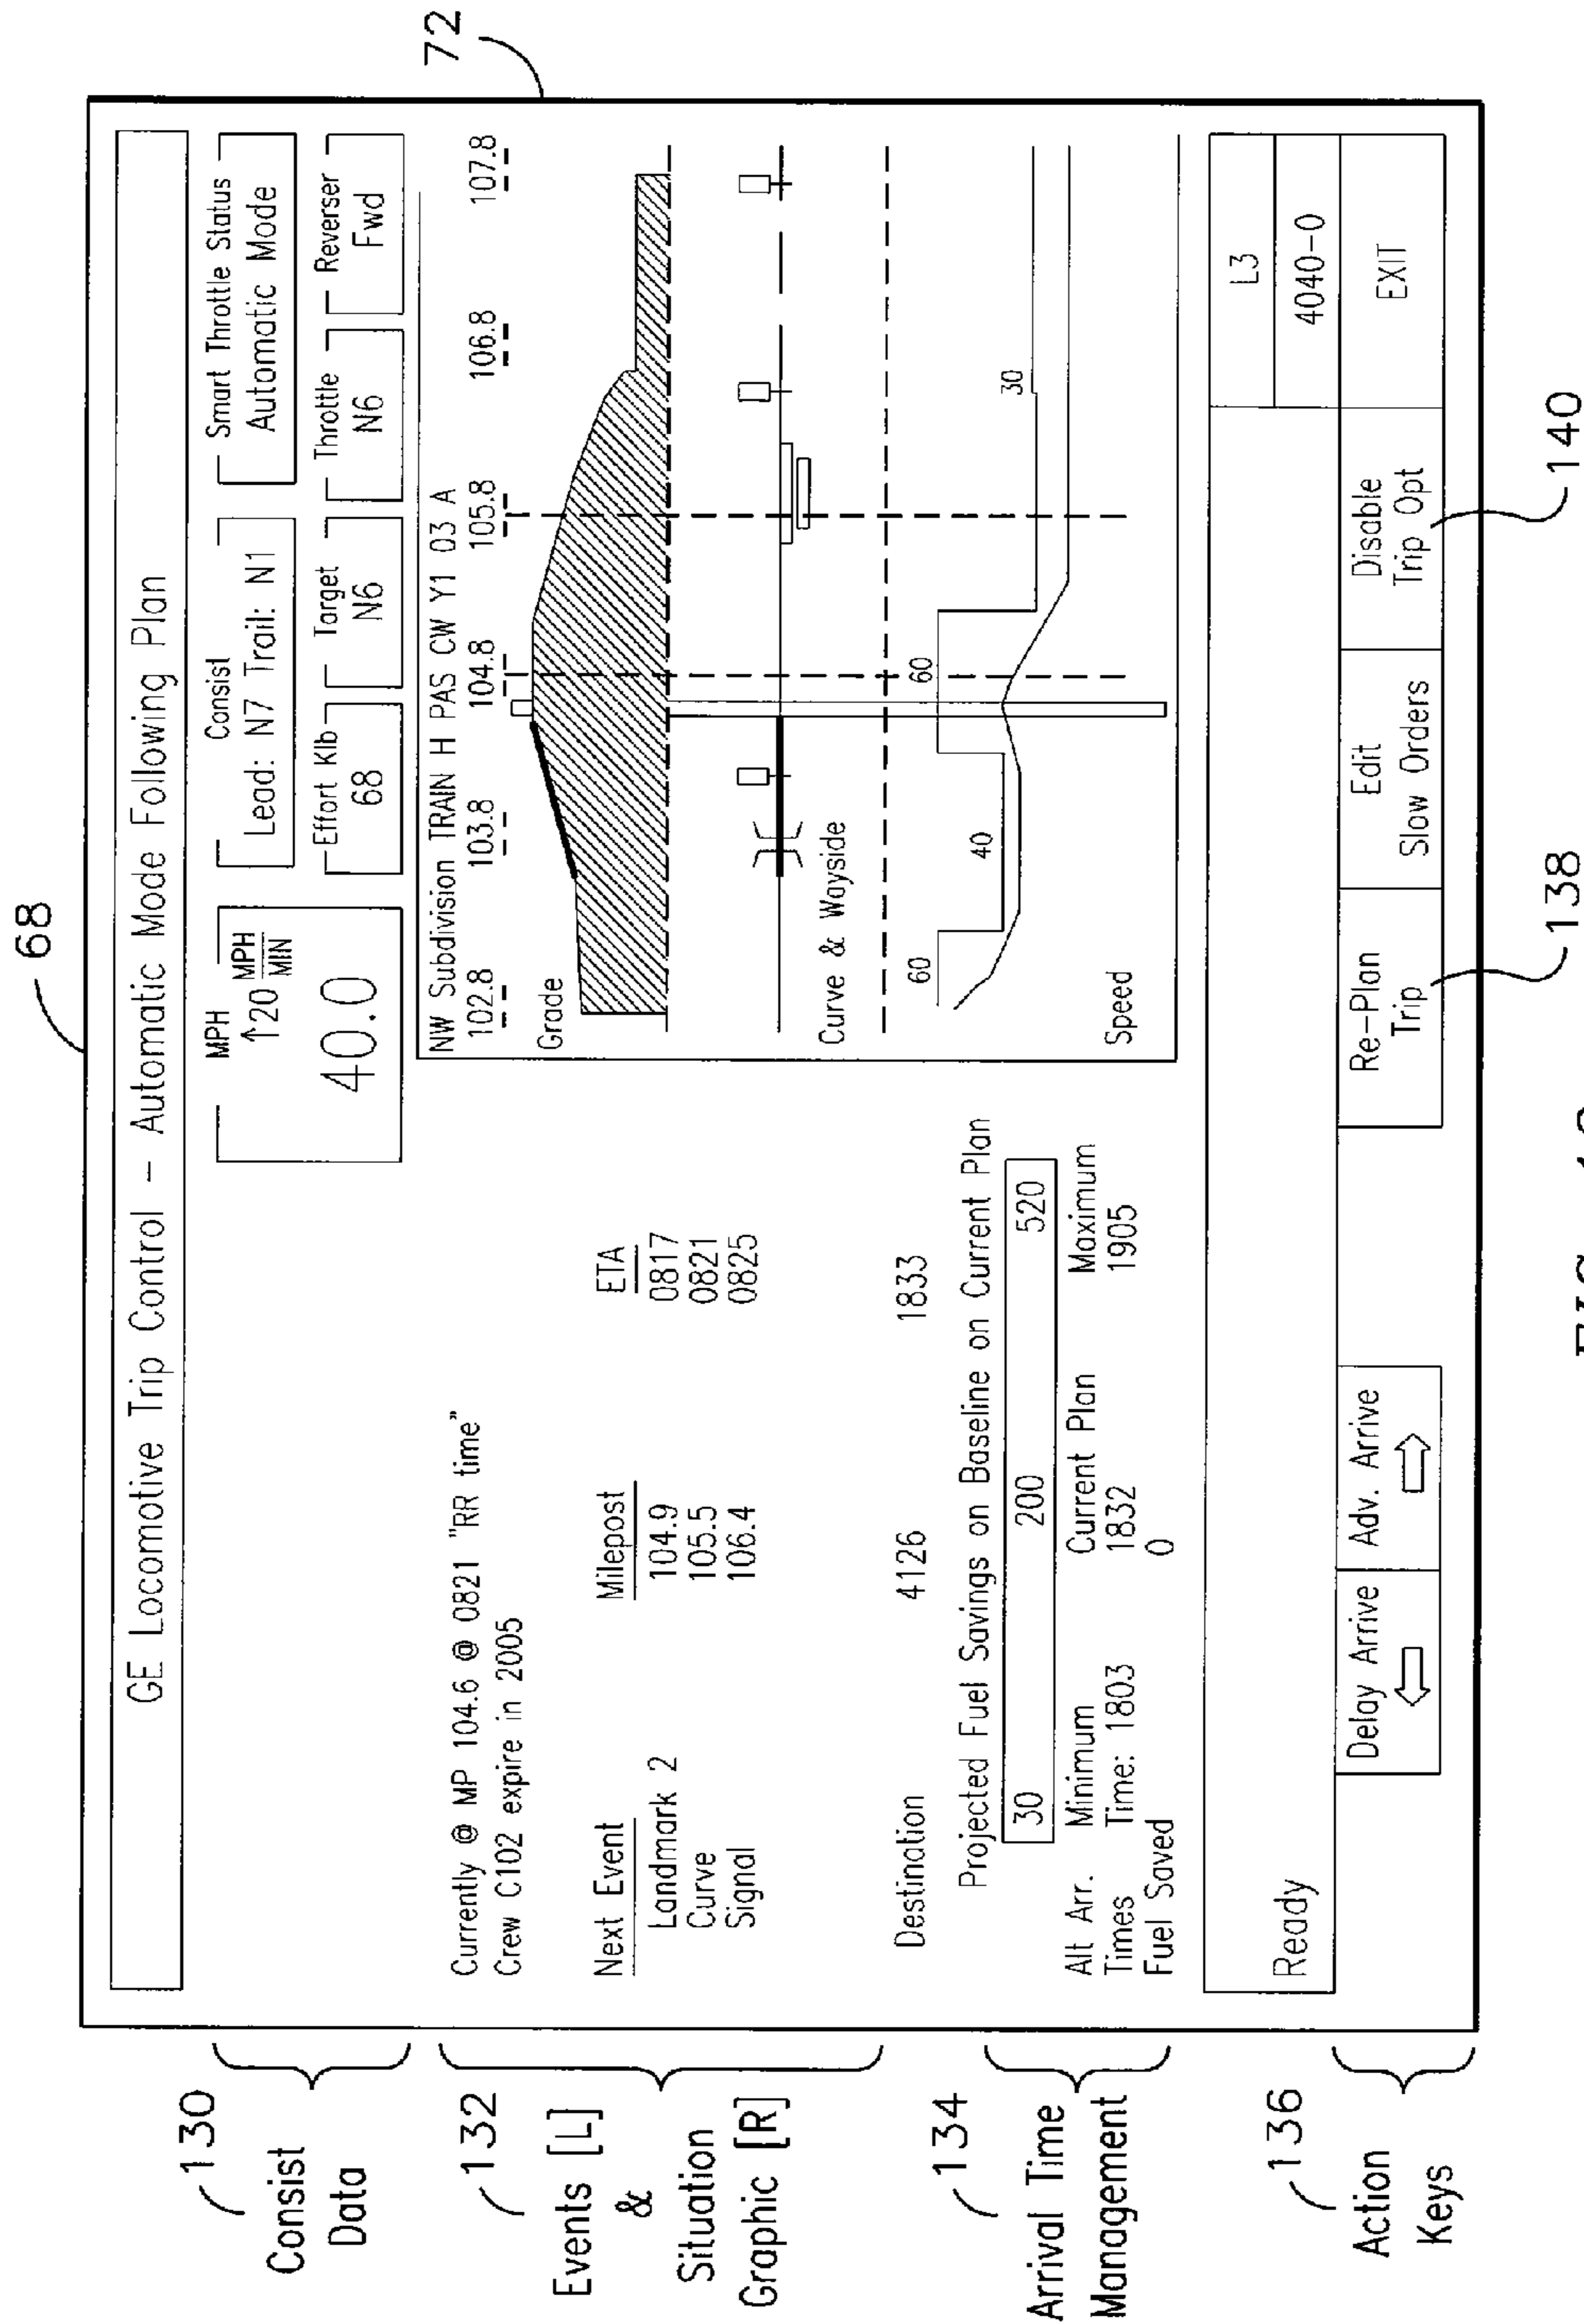 68
72
GE Locomotive Trip Control – Automatic Mode Following Plan
130
Consist
Data
MPH
↑20 MPH
MIN
40.0
Consist
Lead: N7 Trail: N1
Smart Throttle Status
Automatic Mode
Effort Klb
68
Target
N6
Throttle
N6
Reverser
Fwd
132
Events [L]
&
Situation
Graphic [R]
Currently @ MP 104.6 @ 0821 "RR time"
Crew C102 expire in 2005
Next Event Milepost ETA
Landmark 2 104.9 0817
Curve 105.5 0821
Signal 106.4 0825
Destination 4126 1833
NW Subdivision TRAIN H PAS CW Y1 03 A
102.8 103.8 104.8 105.8 106.8 107.8
Grade
Curve & Wayside
60 40 60 30
Speed
134
Arrival Time
Management
Projected Fuel Savings on Baseline on Current Plan
30 200 520
Alt Arr. Minimum Current Plan Maximum
Times Time: 1803 1832 1905
Fuel Saved 0
136
Action
Keys
Ready
L3
4040-0
Delay Arrive
⇦
Adv. Arrive
⇨
Re-Plan
Trip
Edit
Slow Orders
Disable
Trip Opt
EXIT
138
140